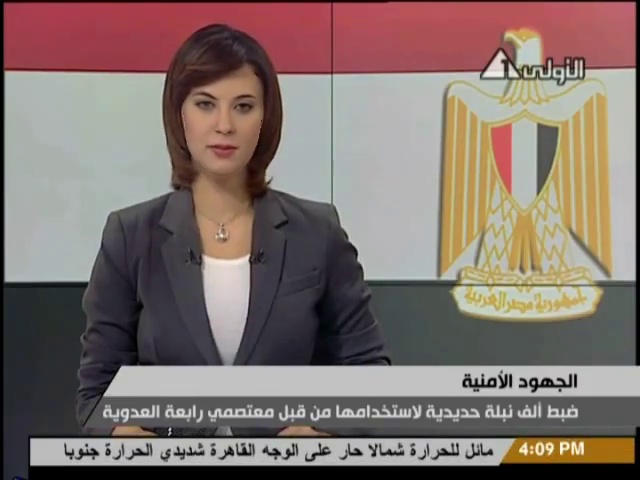 الأولى
جمهورية مصر العربية
الجهود الأمنية
ضبط ألف نبلة حديدية لاستخدامها من قبل معتصمي رابعة العدوية
مائل للحرارة شمالا حار على الوجه القاهرة شديدي الحرارة جنوبا
4:09 PM